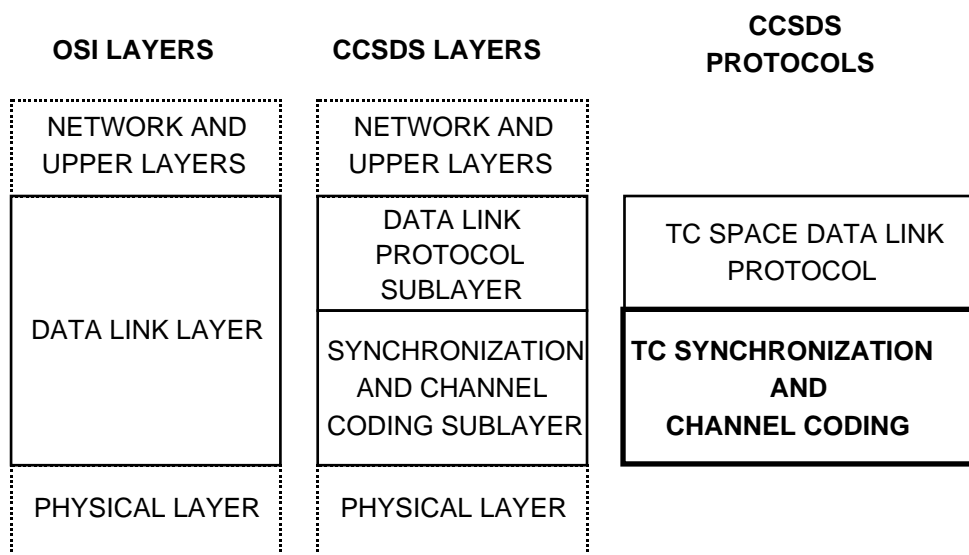 OSI LAYERS
CCSDS LAYERS
CCSDS
PROTOCOLS
NETWORK AND
UPPER LAYERS
NETWORK AND
UPPER LAYERS
DATA LINK LAYER
DATA LINK
PROTOCOL
SUBLAYER
TC SPACE DATA LINK
PROTOCOL
SYNCHRONIZATION
AND CHANNEL
CODING SUBLAYER
TC SYNCHRONIZATION
AND
CHANNEL CODING
PHYSICAL LAYER
PHYSICAL LAYER